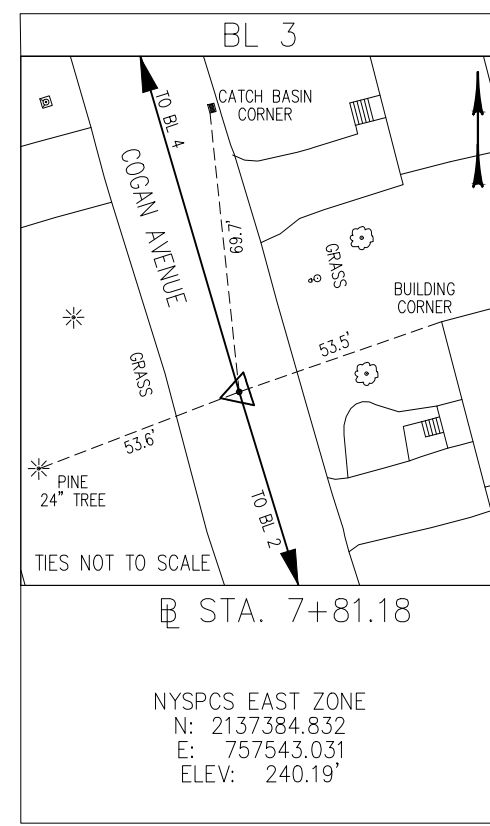 BL 3
CATCH BASIN
CORNER
TO BL 4
COGAN AVENUE
69.7'
GRASS
BUILDING
CORNER
53.5'
GRASS
53.6'
PINE
24" TREE
TO BL 2
TIES NOT TO SCALE
BL STA. 7+81.18
NYSPCS EAST ZONE
N: 2137384.832
E: 757543.031
ELEV: 240.19'